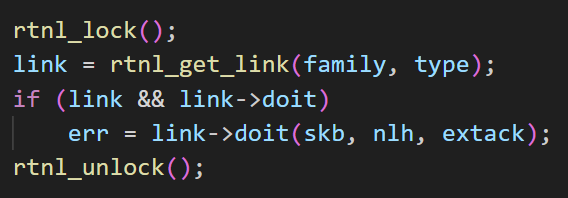 rtnl_lock();
link = rtnl_get_link(family, type);
if (link && link->doit)
    err = link->doit(skb, nlh, extack);
rtnl_unlock();